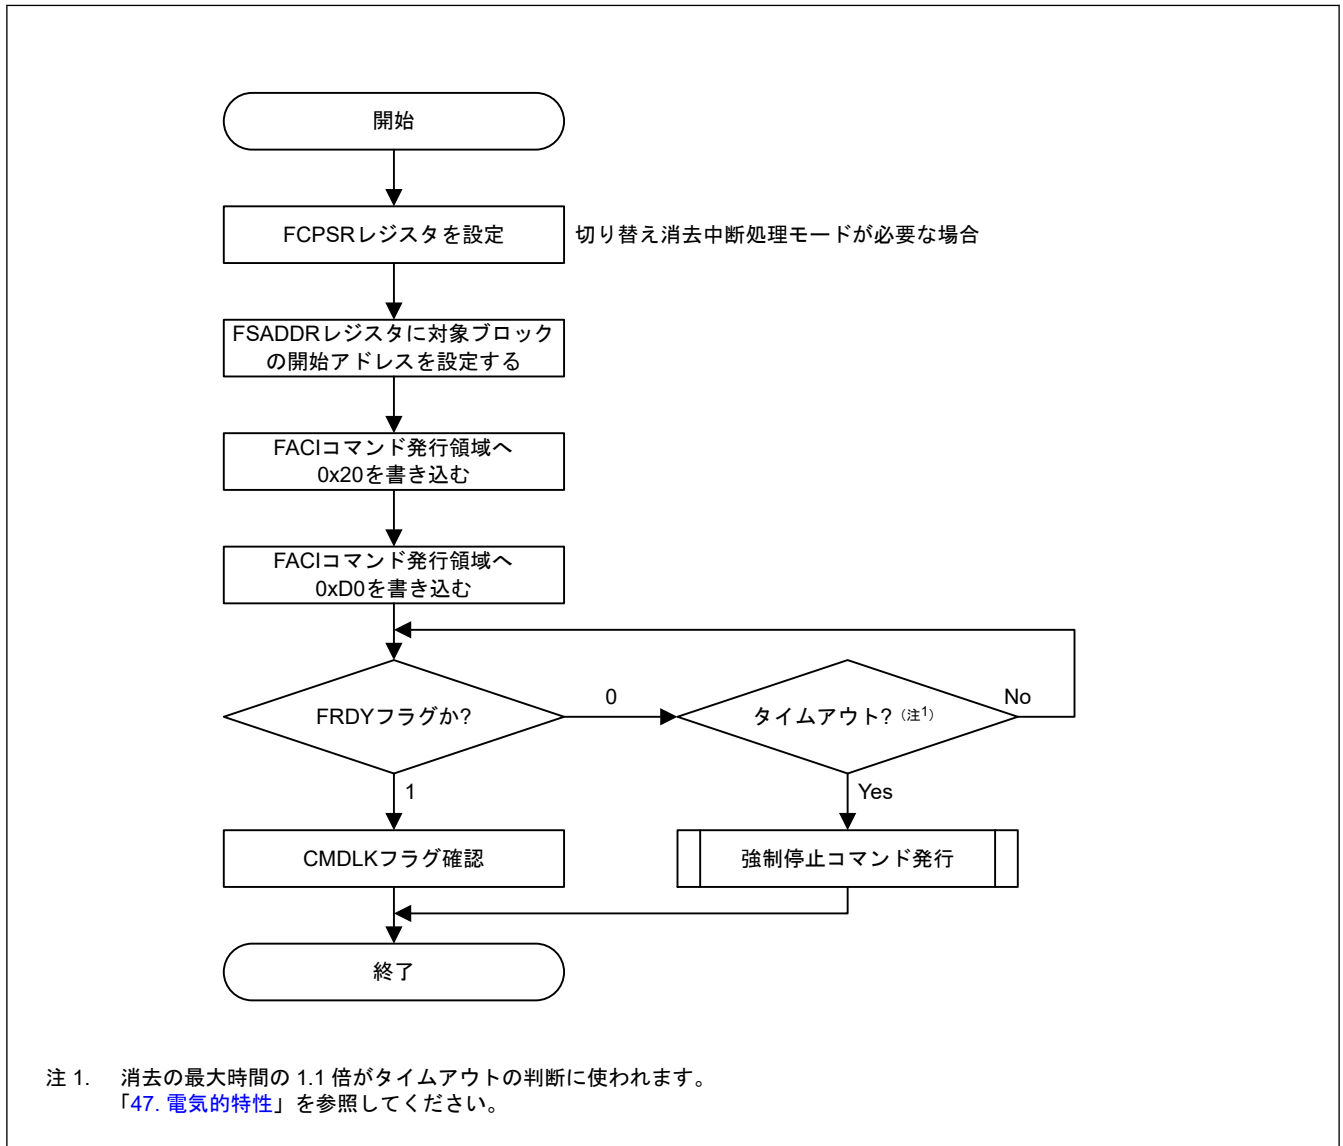 開始
FCPSRレジスタを設定
切り替え消去中断処理モードが必要な場合
FSADDRレジスタに対象ブロック
の開始アドレスを設定する
FACIコマンド発行領域へ
0x20を書き込む
FACIコマンド発行領域へ
0xD0を書き込む
FRDYフラグか?
0
タイムアウト? (注1)
No
1
Yes
CMDLKフラグ確認
強制停止コマンド発行
終了
注 1. 消去の最大時間の 1.1 倍がタイムアウトの判断に使われます。
「47. 電気的特性」を参照してください。